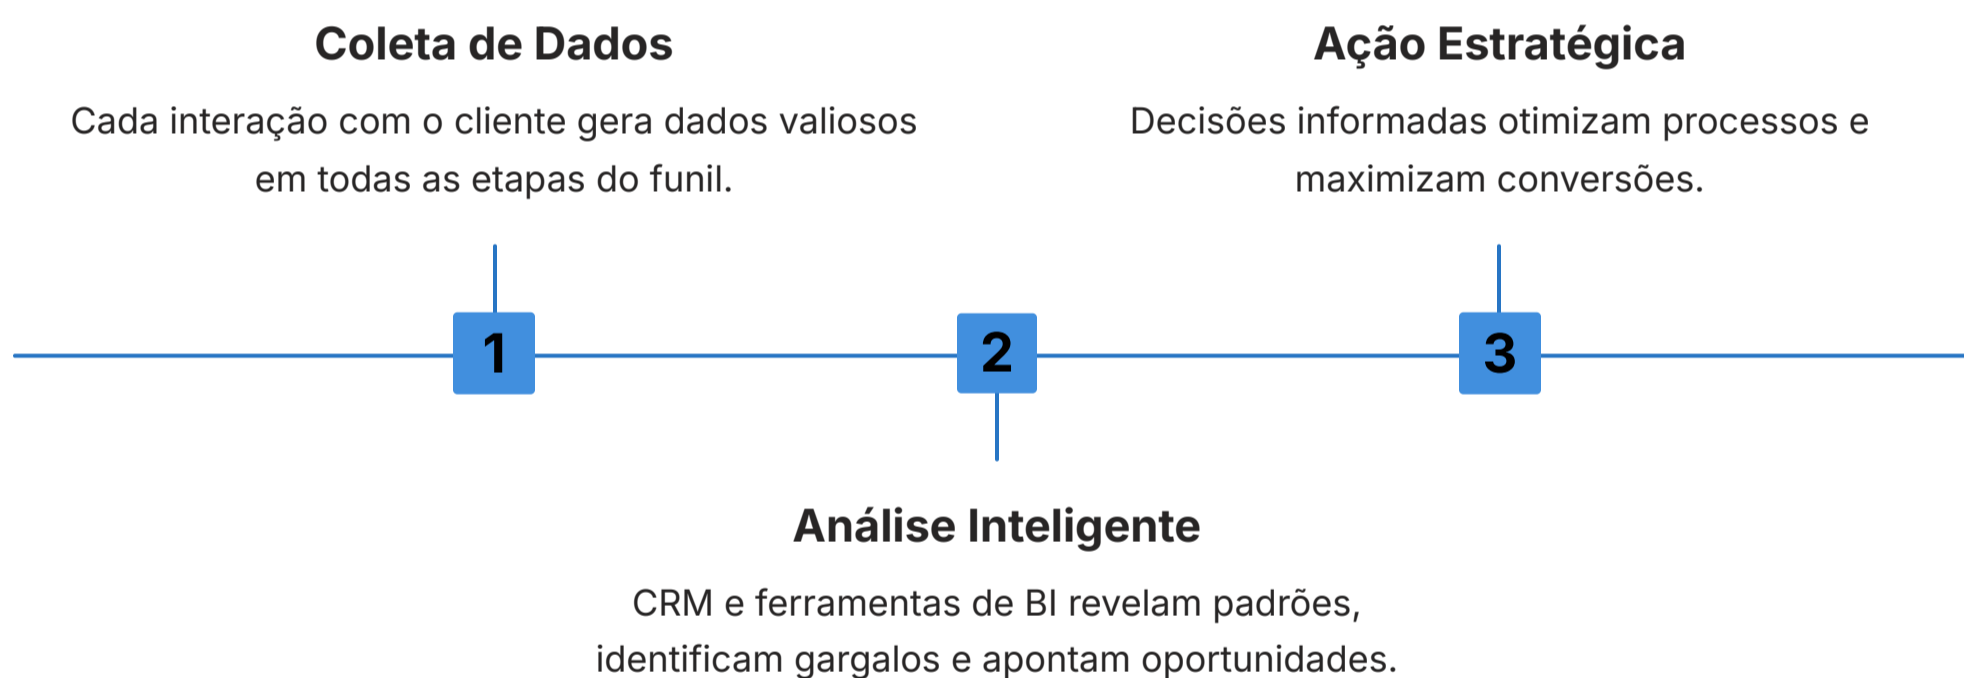 Coleta de Dados
Cada interação com o cliente gera dados valiosos
em todas as etapas do funil.
Ação Estratégica
Decisões informadas otimizam processos e
maximizam conversões.
1
2
3
Análise Inteligente
CRM e ferramentas de BI revelam padrões,
identificam gargalos e apontam oportunidades.